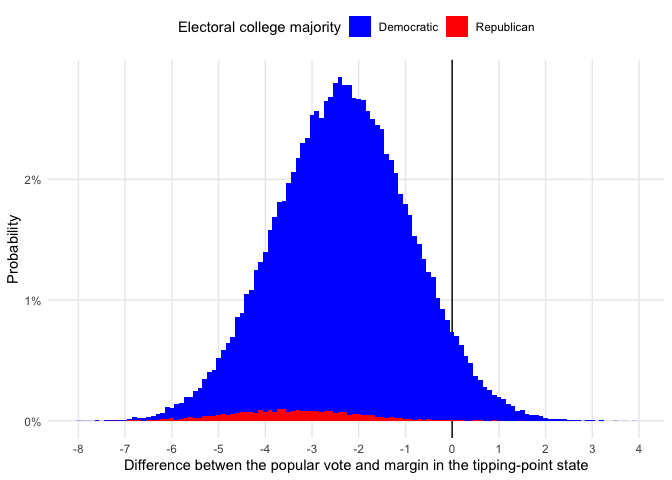 Electoral college majority Democratic Republican
2%
1%
0%
Probability
-8 -7 -6 -5 -4 -3 -2 -1 0 1 2 3 4
Difference betwen the popular vote and margin in the tipping-point state